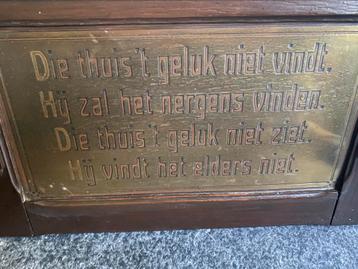 Die thuis 't geluk niet vindt.
Hij zal het nergens vinden.
Die thuis 't geluk niet ziet.
Hij vindt het elders niet.